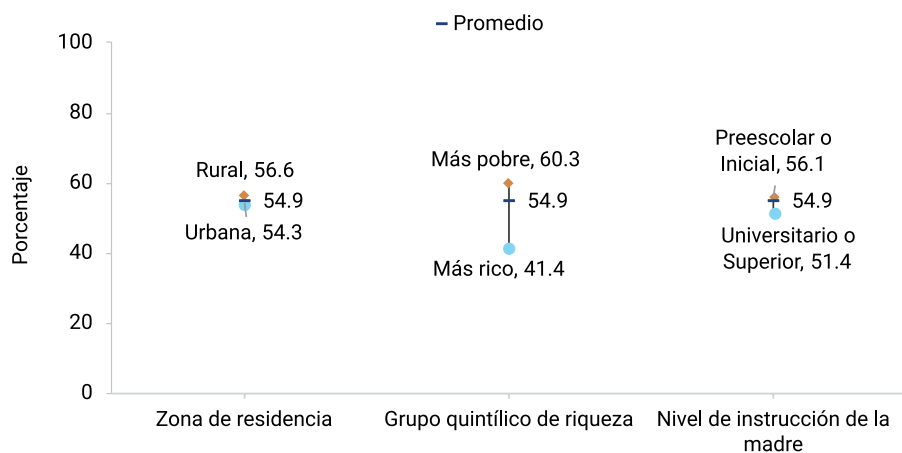 Promedio
100
80
60
40
20
0
Porcentaje
Rural, 56.6
54.9
Urbana, 54.3
Más pobre, 60.3
54.9
Más rico, 41.4
Preescolar o
Inicial, 56.1
54.9
Universitario o
Superior, 51.4
Zona de residencia
Grupo quintílico de riqueza
Nivel de instrucción de la
madre